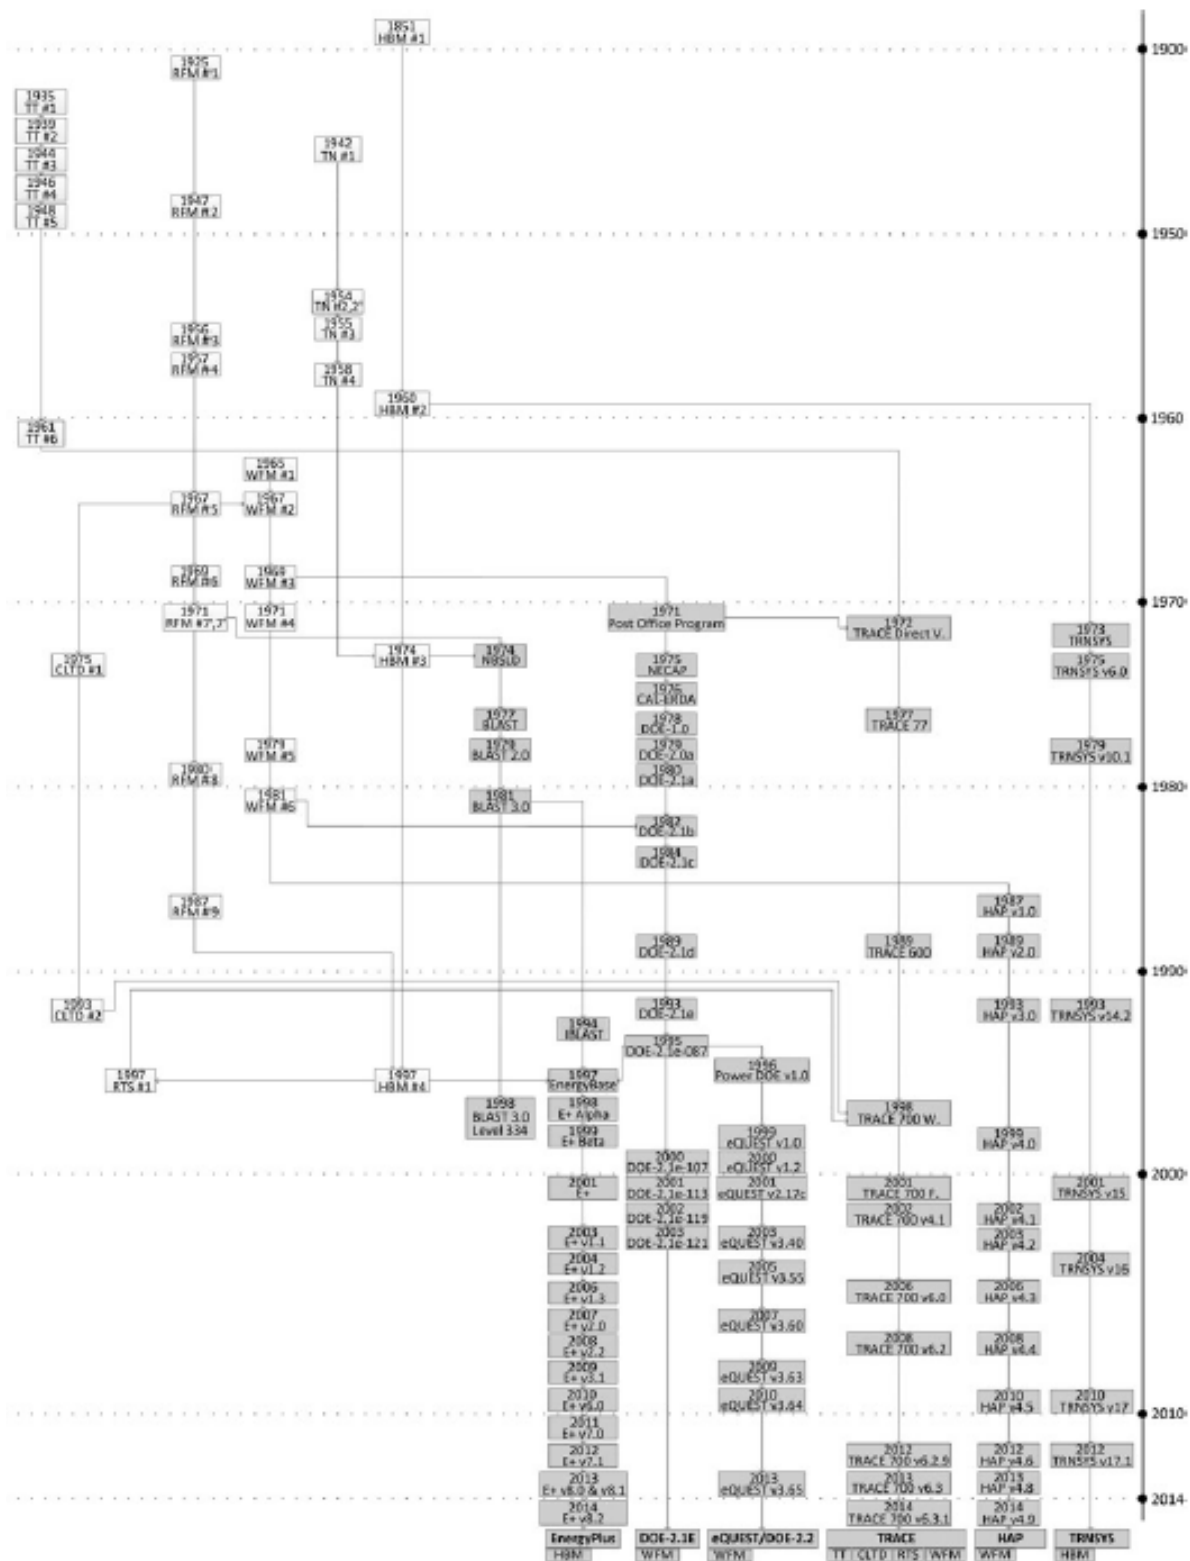 1851
HBM #1
1900
1925
RFM #1
1935
TT #1
1939
TT #2
1942
TN #1
1944
TT #3
1946
TT #4
1947
RFM #2
1948
TT #5
1950
1954
TN #2,2'
1955
TN #3
1956
RFM #3
1957
RFM #4
1958
TN #4
1960
HBM #2
1960
1961
TT #6
1965
WFM #1
1967
RFM #5
1967
WFM #2
1969
RFM #6
1969
WFM #3
1970
1971
RFM #7',7"
1971
WFM #4
1971
Post Office Program
1972
TRACE Direct V.
1973
TRNSYS
1974
HBM #3
1974
NBSLD
1975
CLTD #1
1975
NECAP
1975
TRNSYS v6.0
1976
CAL-ERDA
1977
BLAST
1978
DOE-1.0
1977
TRACE 77
1979
WFM #5
1979
BLAST 2.0
1979
DOE-2.0a
1979
TRNSYS v10.1
1980
RFM #8
1980
DOE-2.1a
1980
1981
WFM #6
1981
BLAST 3.0
1982
DOE-2.1b
1984
DOE-2.1c
1987
RFM #9
1987
HAP v1.0
1989
DOE-2.1d
1989
TRACE 600
1989
HAP v2.0
1990
1993
CLTD #2
1993
DOE-2.1e
1993
HAP v3.0
1993
TRNSYS v14.2
1994
IBLAST
1995
DOE-2.1e-087
1996
Power DOE v1.0
1997
RTS #1
1997
HBM #4
1997
EnergyBase
1998
BLAST 3.0
Level 334
1998
E+ Alpha
1998
TRACE 700 W.
1999
E+ Beta
1999
eQUEST v1.0
1999
HAP v4.0
2000
DOE-2.1e-107
2000
eQUEST v1.2
2000
2001
E+
2001
DOE-2.1e-113
2001
eQUEST v2.17c
2001
TRACE 700 F.
2001
TRNSYS v15
2002
DOE-2.1e-119
2002
TRACE 700 v4.1
2002
HAP v4.1
2003
E+ v1.1
2003
DOE-2.1e-121
2003
eQUEST v3.40
2003
HAP v4.2
2004
E+ v1.2
2005
eQUEST v3.55
2004
TRNSYS v16
2006
E+ v1.3
2006
TRACE 700 v6.0
2006
HAP v4.3
2007
E+ v2.0
2007
eQUEST v3.60
2008
E+ v2.2
2008
TRACE 700 v6.2
2008
HAP v4.4
2009
E+ v3.1
2009
eQUEST v3.63
2010
E+ v6.0
2010
eQUEST v3.64
2010
HAP v4.5
2010
TRNSYS v17
2010
2011
E+ v7.0
2012
E+ v7.1
2012
TRACE 700 v6.2.9
2012
HAP v4.6
2012
TRNSYS v17.1
2013
E+ v8.0 & v8.1
2013
eQUEST v3.65
2013
TRACE 700 v6.3
2013
HAP v4.8
2014
E+ v8.2
2014
TRACE 700 v6.3.1
2014
HAP v4.9
2014
EnergyPlus DOE-2.1E eQUEST/DOE-2.2 TRACE HAP TRNSYS
HBM WFM WFM TT CLTD RTS WFM WFM HBM